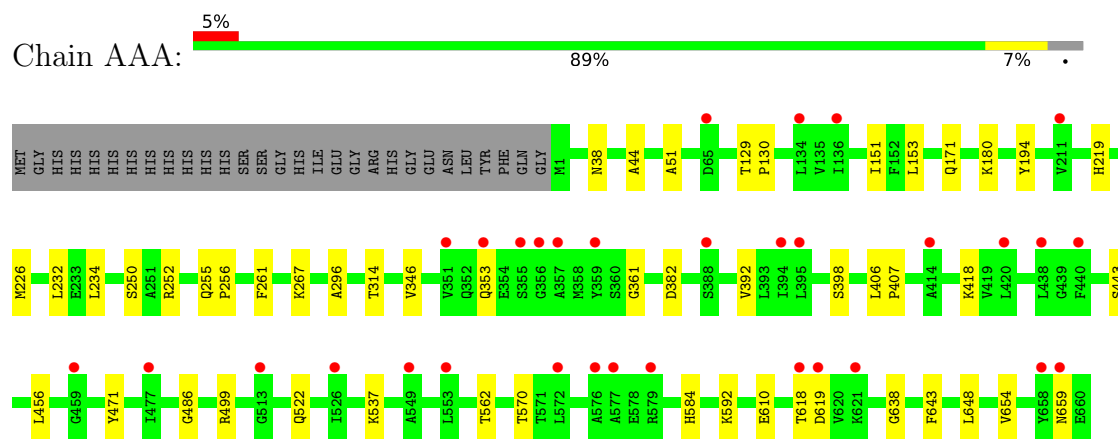 5%
Chain AAA:
89% 7% •
MET GLY HIS HIS HIS HIS HIS HIS HIS HIS HIS HIS SER SER GLY HIS ILE GLU GLY ARG HIS GLY GLU ASN LEU TYR PHE GLN GLY M1 N38 A44 A51 D65 T129 P130 L134 V135 I136 I151 F152 L153 Q171 K180 Y194 V211 H219
M226 L232 E233 L234 S250 A251 R252 Q255 P256 F261 K267 A296 T314 V346 V351 Q352 Q353 E354 S355 G356 A357 M358 Y359 S360 G361 D382 S388 V392 L393 I394 L395 S398 L406 P407 A414 K418 V419 L420 L438 G439 F440 S443
L456 G459 Y471 I477 G486 R499 G513 Q522 I526 K537 A549 L553 T562 T570 T571 L572 A576 A577 E578 R579 H584 K592 E610 T618 D619 V620 K621 G638 F643 L648 V654 Y658 N659 E660